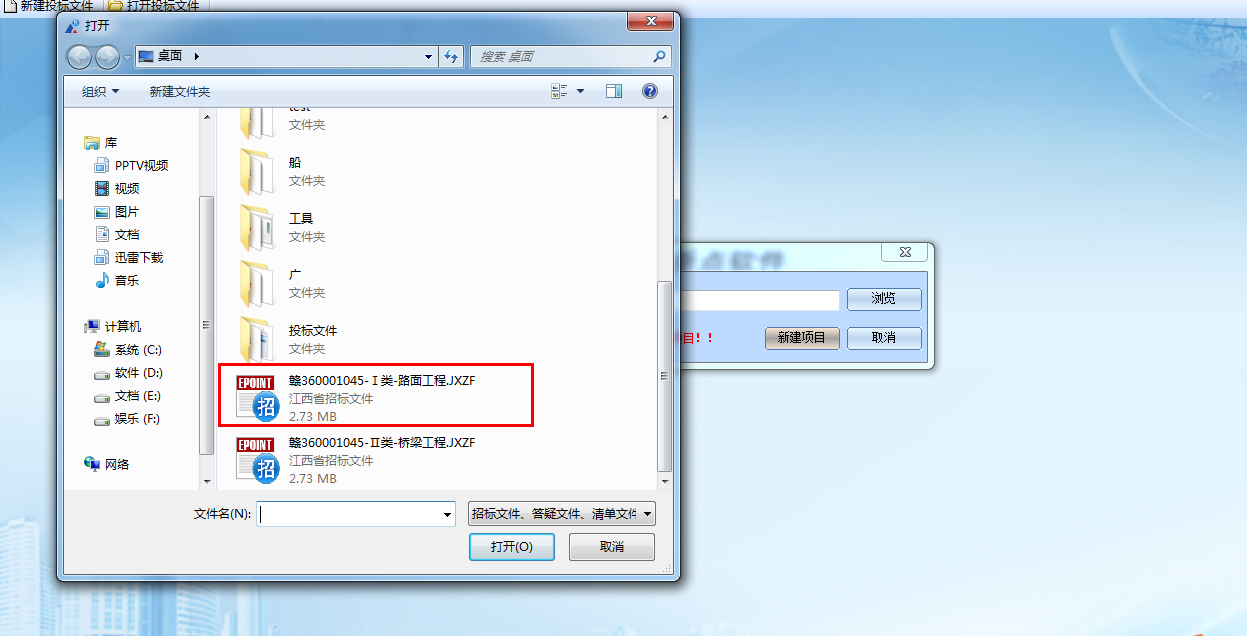 新建投标文件 打开投标文件
打开
桌面
搜索 桌面
组织 新建文件夹
test
文件夹
船
文件夹
工具
文件夹
广
文件夹
投标文件
文件夹
赣360001045-Ⅰ类-路面工程.JXZF
江西省招标文件
2.73 MB
赣360001045-Ⅱ类-桥梁工程.JXZF
江西省招标文件
2.73 MB
EPOINT
招
EPOINT
招
库
PPTV视频
视频
图片
文档
迅雷下载
音乐
计算机
系统 (C:)
软件 (D:)
文档 (E:)
娱乐 (F:)
网络
文件名(N):
招标文件、答疑文件、清单文件
打开(O) 取消
点软件
浏览
目！！
新建项目 取消